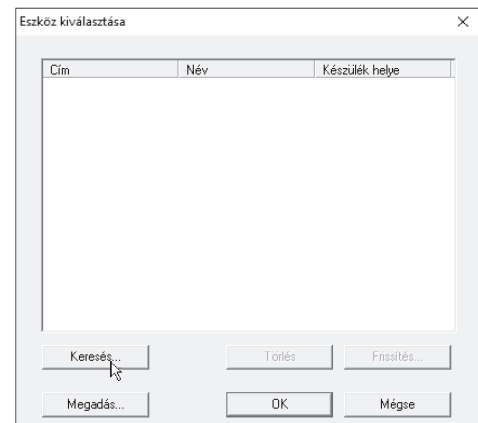 Eszköz kiválasztása
Cím Név Készülék helye
Keresés... Törlés Frissítés...
Megadás... OK Mégse